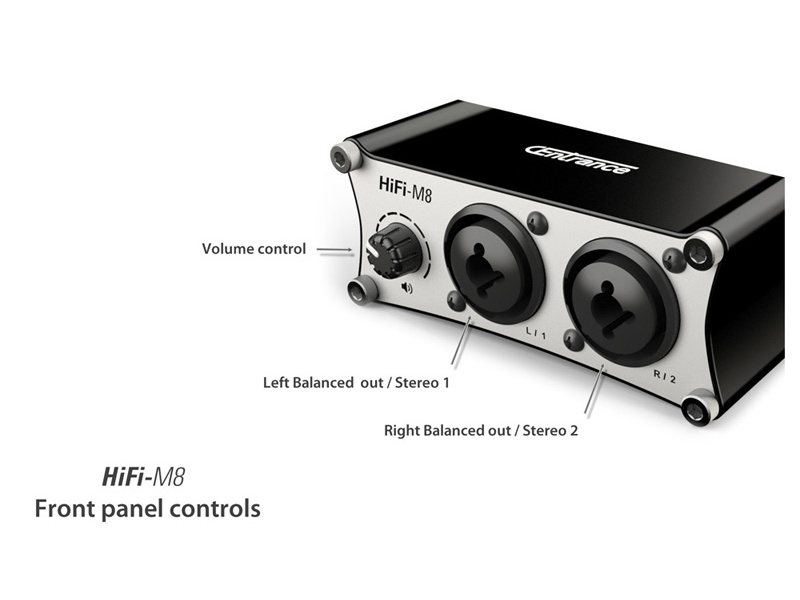 CEntrance
HiFi-M8
Volume control
L / 1
Left Balanced out / Stereo 1
R / 2
Right Balanced out / Stereo 2
HiFi-M8
Front panel controls